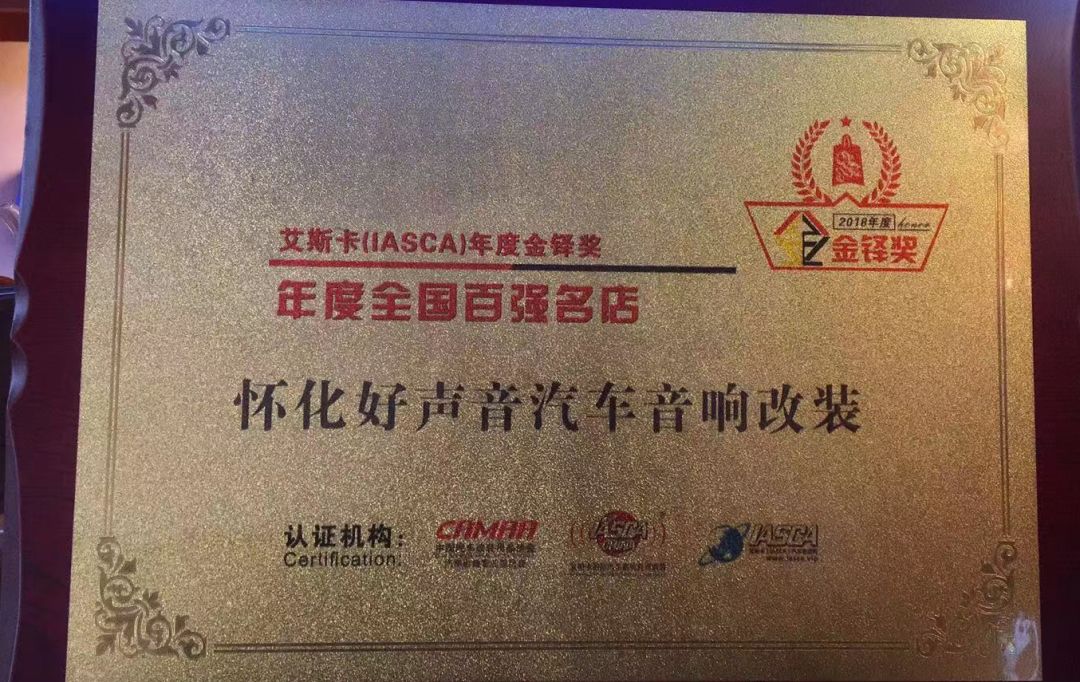 2018年度
金铎奖
艾斯卡(IASCA)年度金铎奖
年度全国百强名店
怀化好声音汽车音响改装
认证机构:
Certification:
CAMRA
IASCA
IASCA